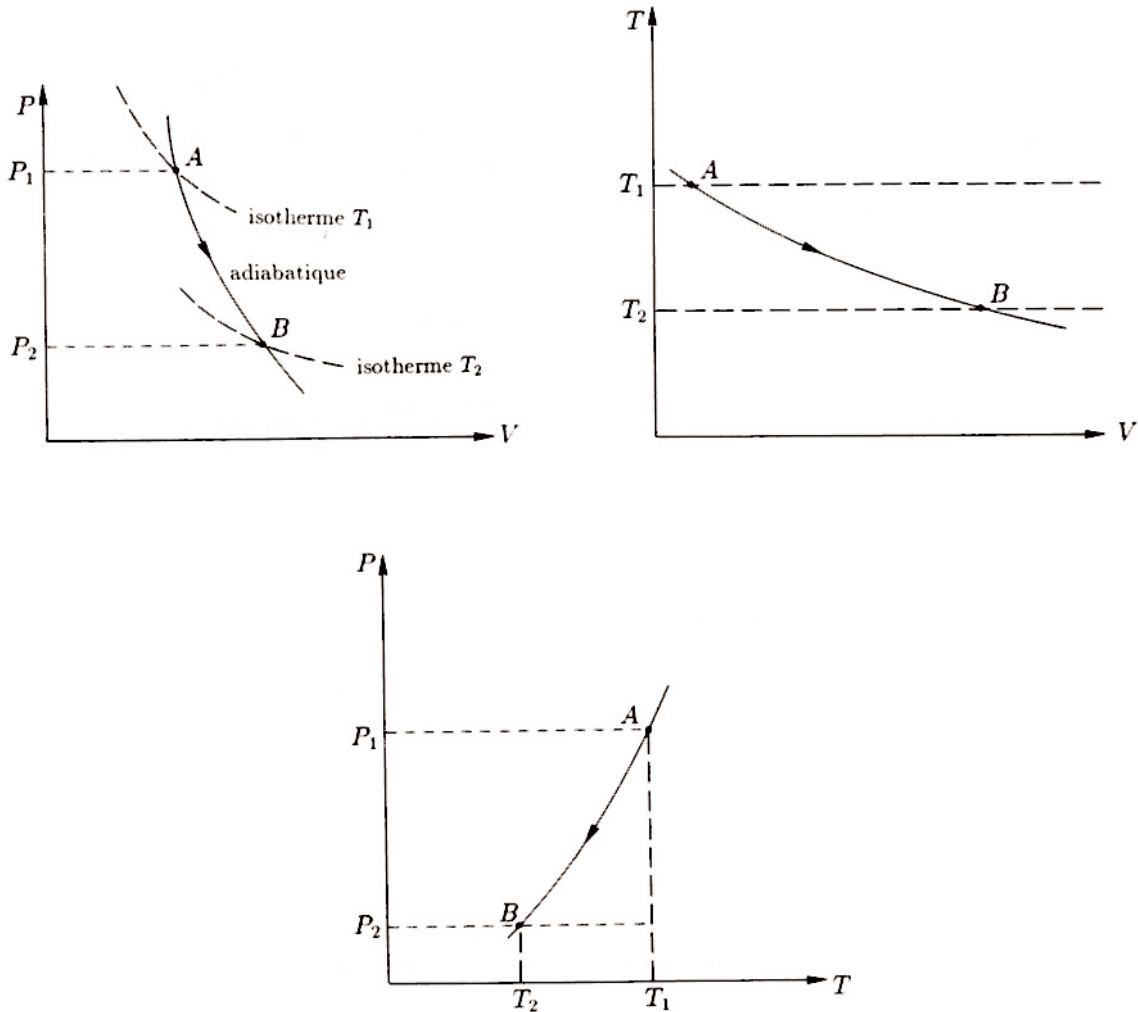 P
P₁
A
isotherme T₁
adiabatique
B
P₂
isotherme T₂
V
T
T₁
A
T₂
B
V
P
P₁
A
P₂
B
T₂
T₁
T